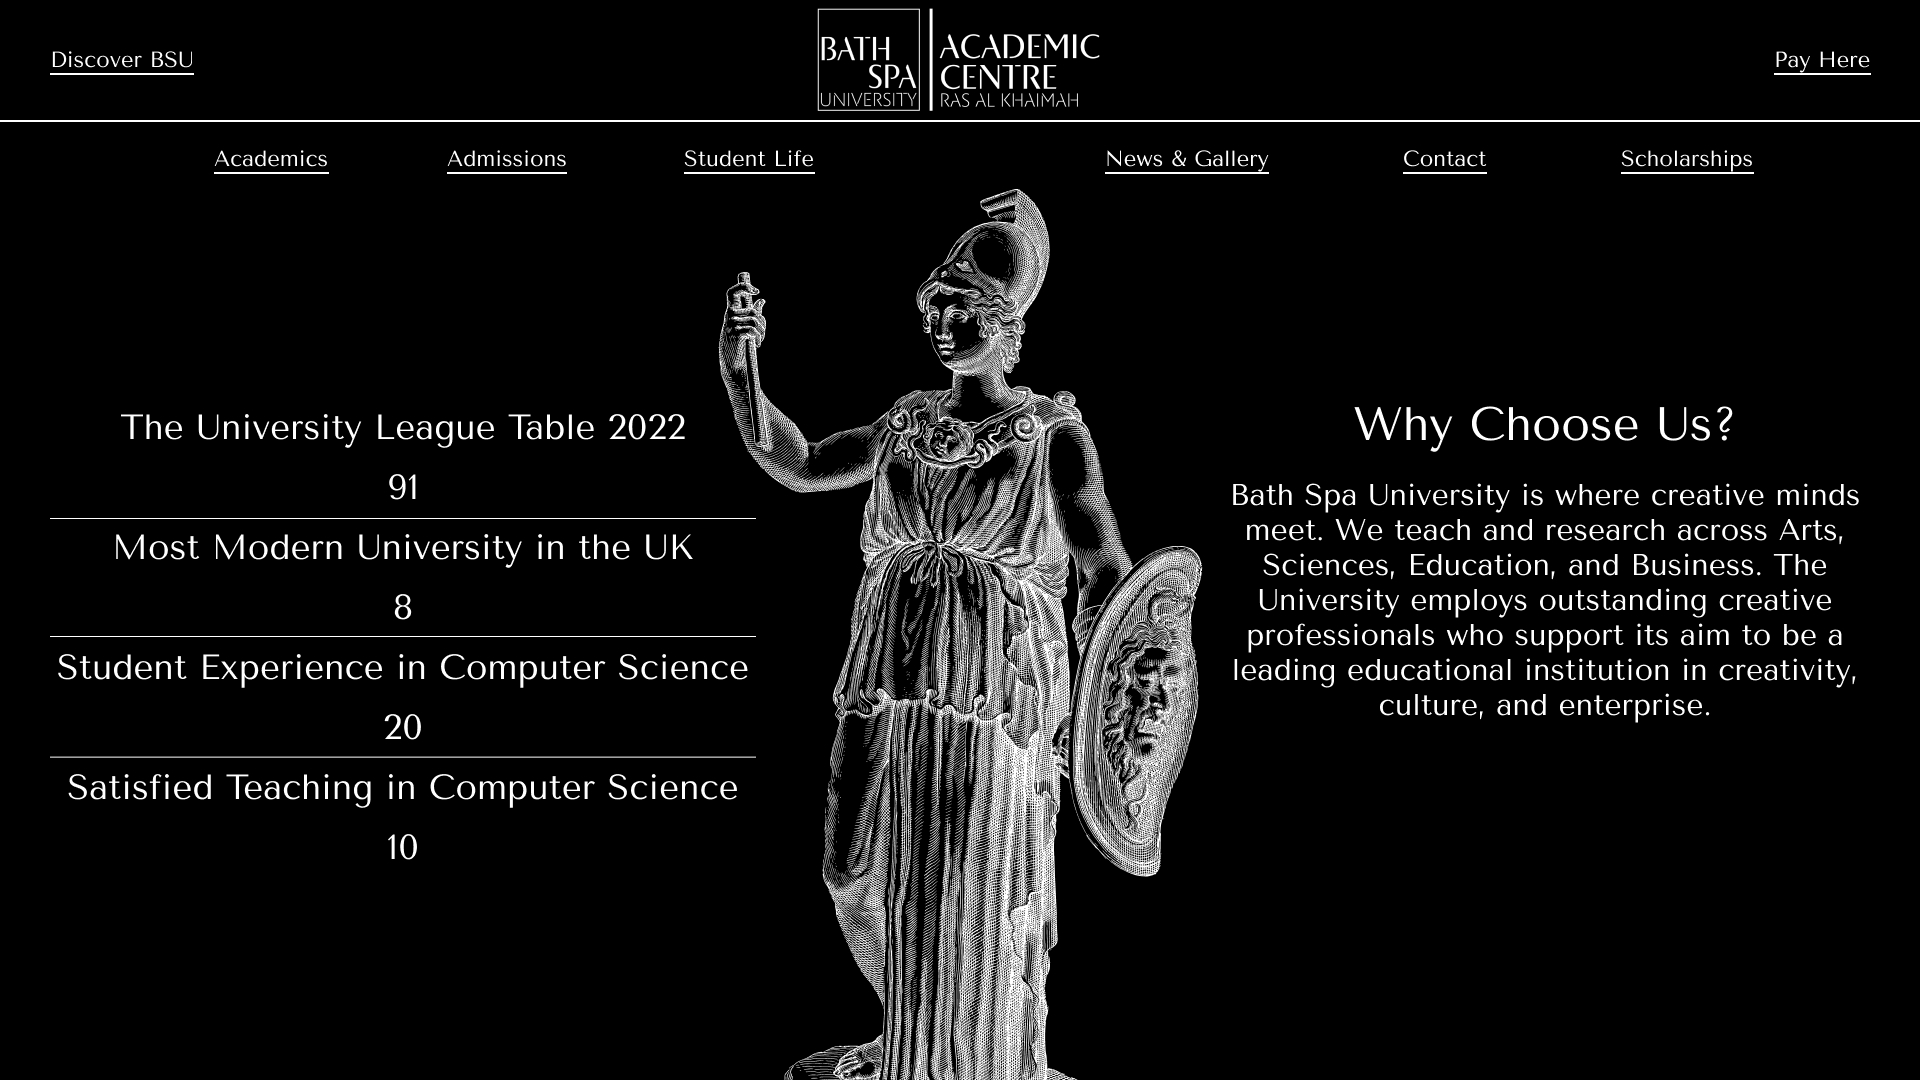 Discover BSU
BATH
SPA
UNIVERSITY
ACADEMIC
CENTRE
RAS AL KHAIMAH
Pay Here
Academics
Admissions
Student Life
News & Gallery
Contact
Scholarships
The University League Table 2022
91
Most Modern University in the UK
8
Student Experience in Computer Science
20
Satisfied Teaching in Computer Science
10
Why Choose Us?
Bath Spa University is where creative minds
meet. We teach and research across Arts,
Sciences, Education, and Business. The
University employs outstanding creative
professionals who support its aim to be a
leading educational institution in creativity,
culture, and enterprise.